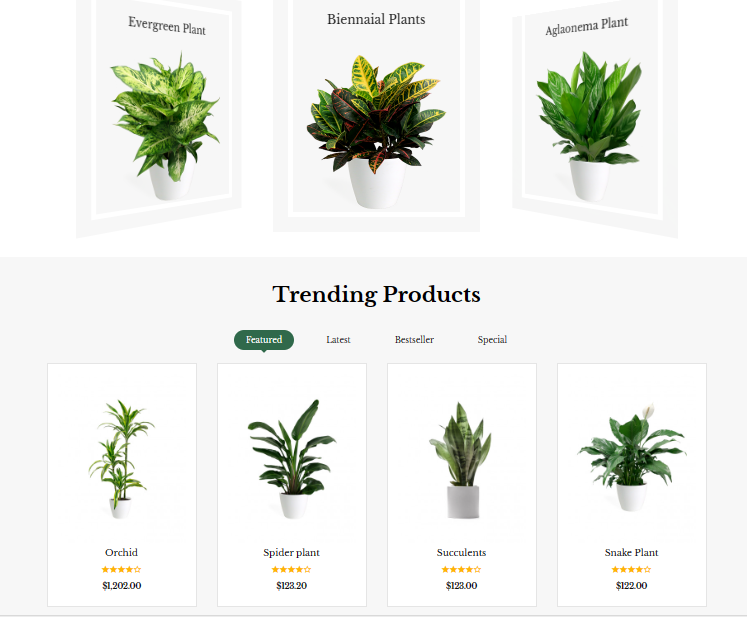 Evergreen Plant
Biennaial Plants
Aglaonema Plant
Trending Products
Featured
Latest
Bestseller
Special
Orchid
Spider plant
Succulents
Snake Plant
$1,202.00
$123.20
$123.00
$122.00